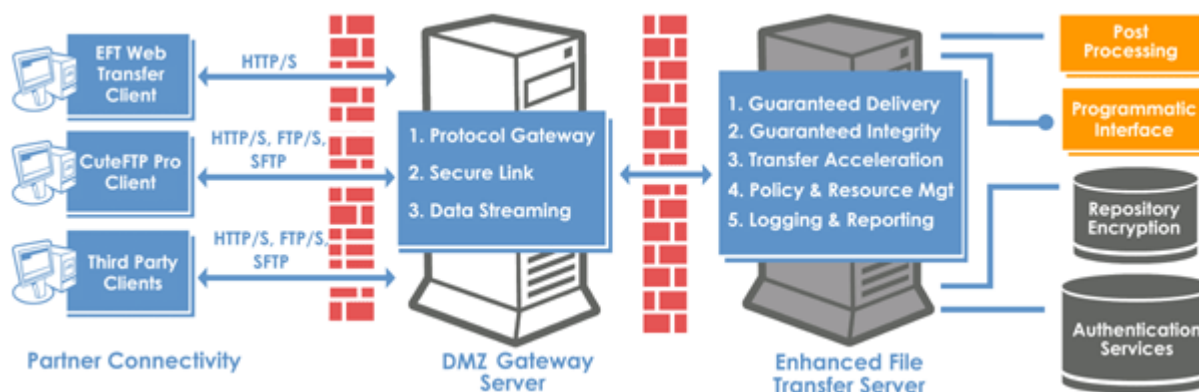 EFT Web
Transfer
Client
HTTP/S
CuteFTP Pro
Client
HTTP/S, FTP/S,
SFTP
Third Party
Clients
HTTP/S, FTP/S,
SFTP
Partner Connectivity
1. Protocol Gateway
2. Secure Link
3. Data Streaming
DMZ Gateway
Server
1. Guaranteed Delivery
2. Guaranteed Integrity
3. Transfer Acceleration
4. Policy & Resource Mgt
5. Logging & Reporting
Enhanced File
Transfer Server
Post
Processing
Programmatic
Interface
Repository
Encryption
Authentication
Services